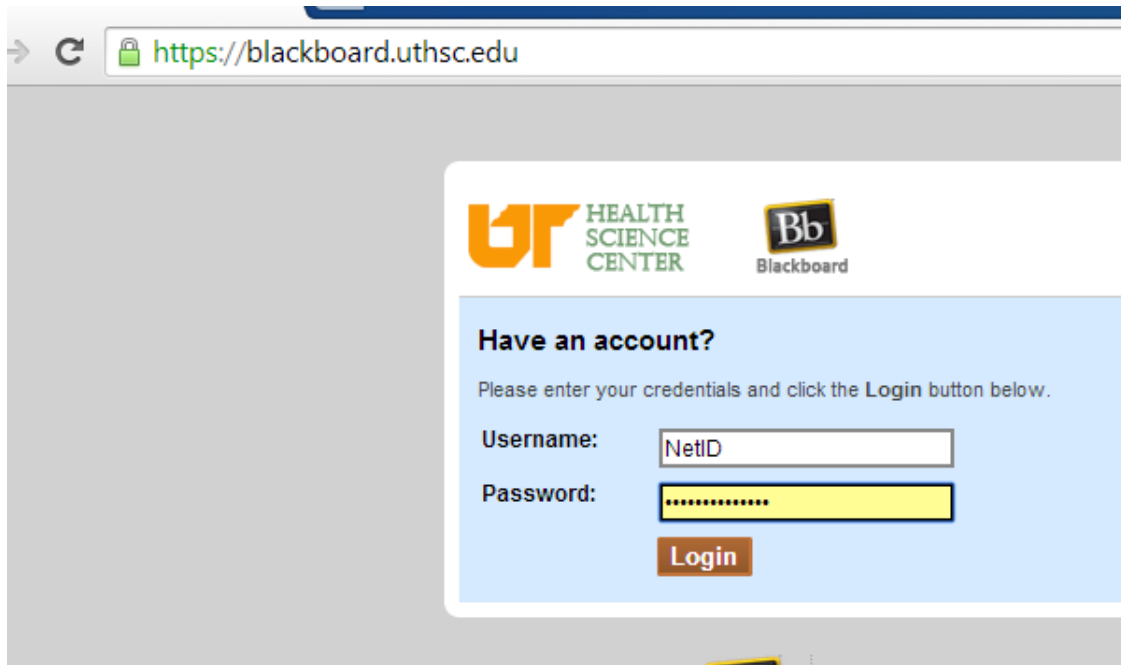 https://blackboard.uthsc.edu
UT HEALTH
SCIENCE
CENTER
Bb
Blackboard
Have an account?
Please enter your credentials and click the Login button below.
Username: NetID
Password: ••••••••••••••
Login